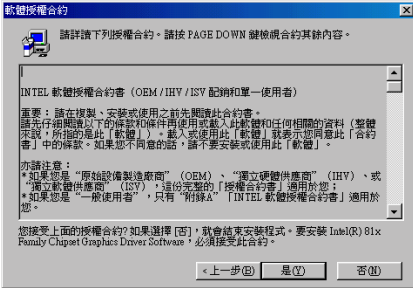 軟體授權合約
請詳讀下列授權合約。請按 PAGE DOWN 鍵檢視合約其餘內容。
INTEL 軟體授權合約書 (OEM / IHV / ISV 配銷和單一使用者)
重要：請在複製、安裝或使用之前先閱讀此合約書。
請先仔細閱讀以下的條款和條件再使用或載入此軟體和任何相關的資料 (整體
來說，所指的是此「軟體」)。載入或使用此「軟體」就表示您同意此「合約
書」中的條款。如果您不同意的話，請不要安裝或使用此「軟體」。
亦請注意：
*如果您是“原始設備製造廠商” (OEM) 、“獨立硬體供應商” (IHV) 、或
“獨立軟體供應商” (ISV) ，這份完整的「授權合約書」適用於您；
*如果您是“一般使用者”，只有“附錄A”「INTEL 軟體授權合約書」適用於
您。
您接受上面的授權合約? 如果選擇 [否]，就會結束安裝程式。要安裝 Intel(R) 81x
Family Chipset Graphics Driver Software，必須接受此合約。
<上一步(B)
是(Y)
否(N)